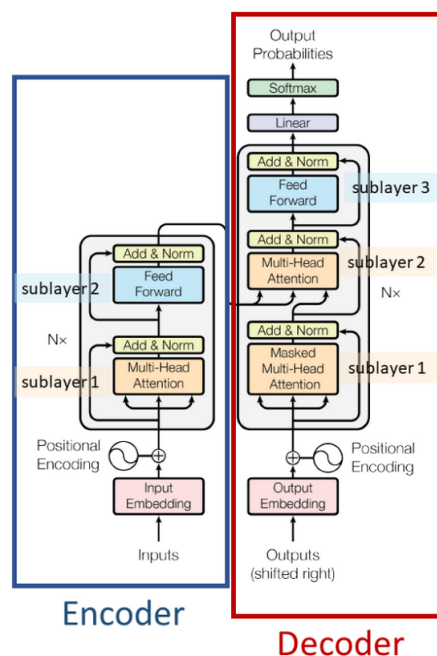 Output
Probabilities
Softmax
Linear
Add & Norm
Feed
Forward
sublayer 3
Add & Norm
Multi-Head
Attention
sublayer 2
N×
Add & Norm
Masked
Multi-Head
Attention
sublayer 1
Positional
Encoding
Output
Embedding
Outputs
(shifted right)
Decoder
Add & Norm
Feed
Forward
sublayer 2
N×
Add & Norm
Multi-Head
Attention
sublayer 1
Positional
Encoding
Input
Embedding
Inputs
Encoder